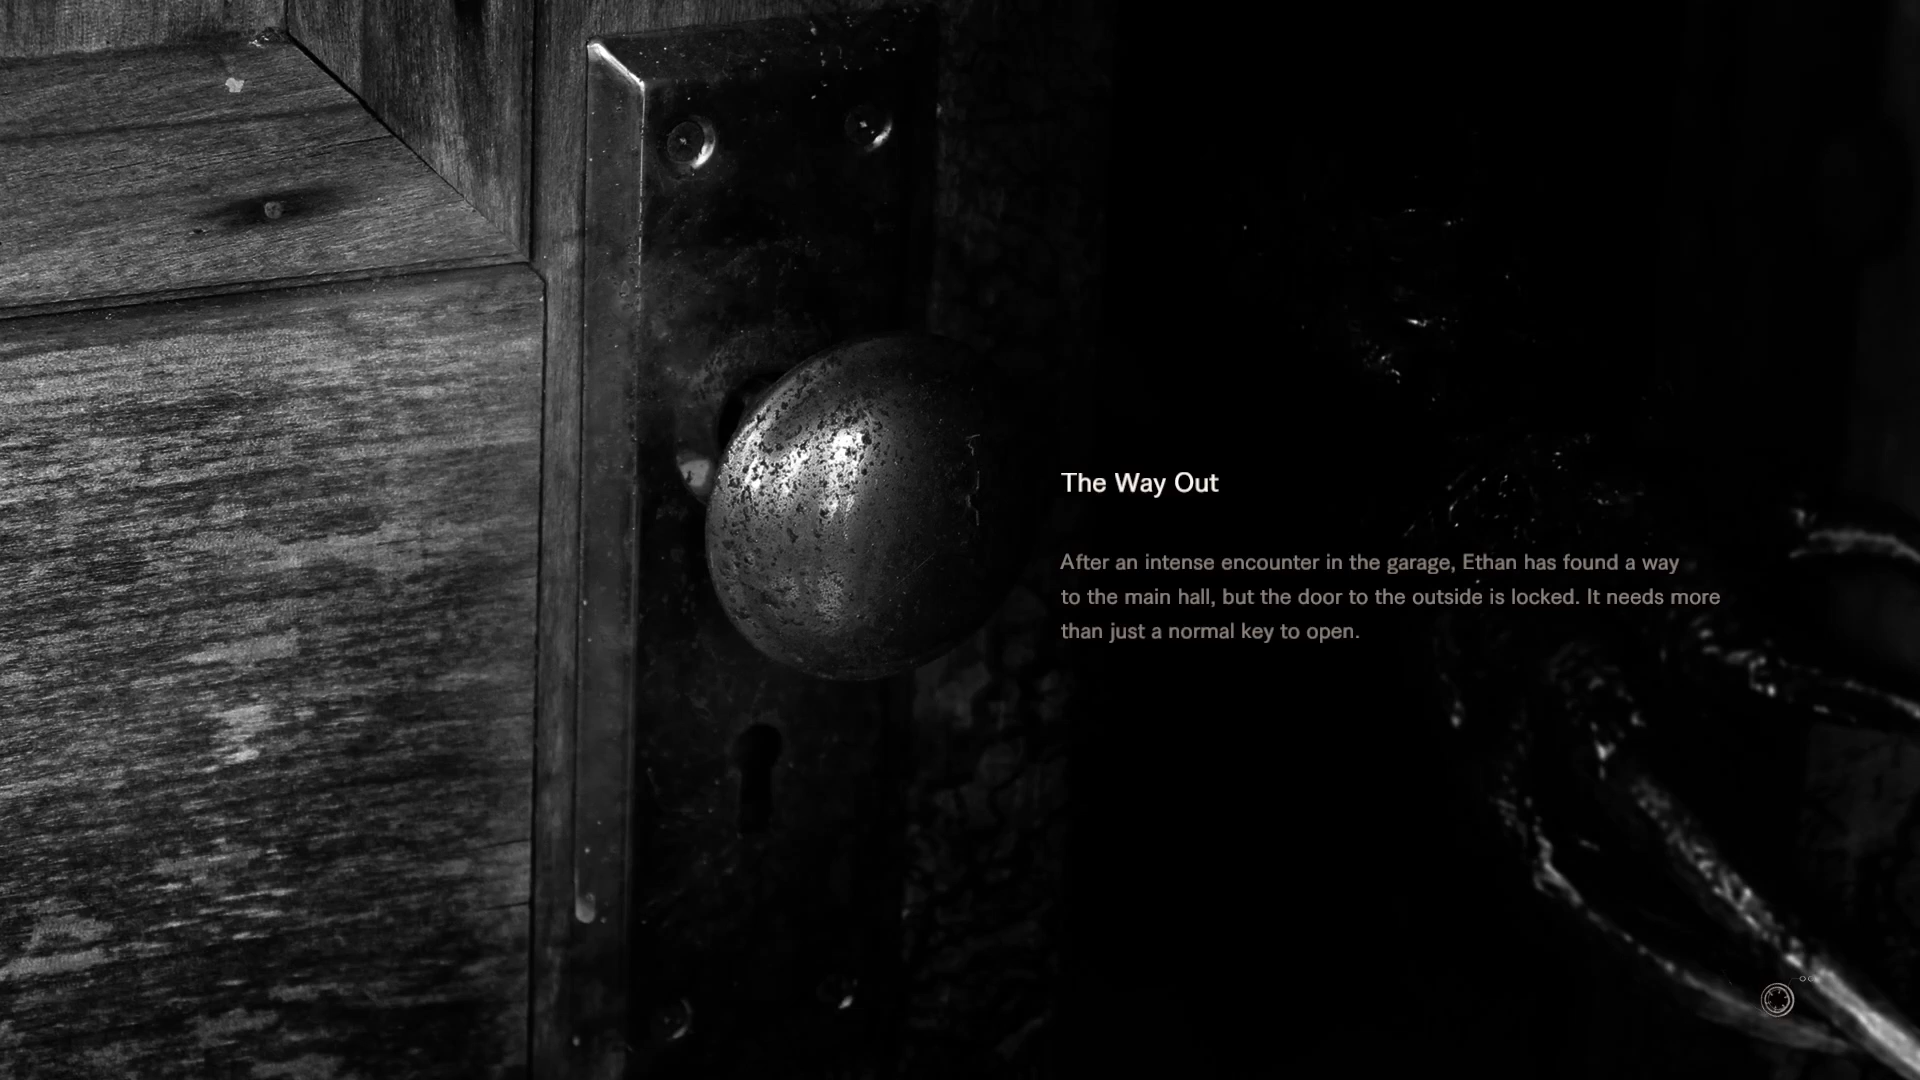 The Way Out
After an intense encounter in the garage, Ethan has found a way
to the main hall, but the door to the outside is locked. It needs more
than just a normal key to open.